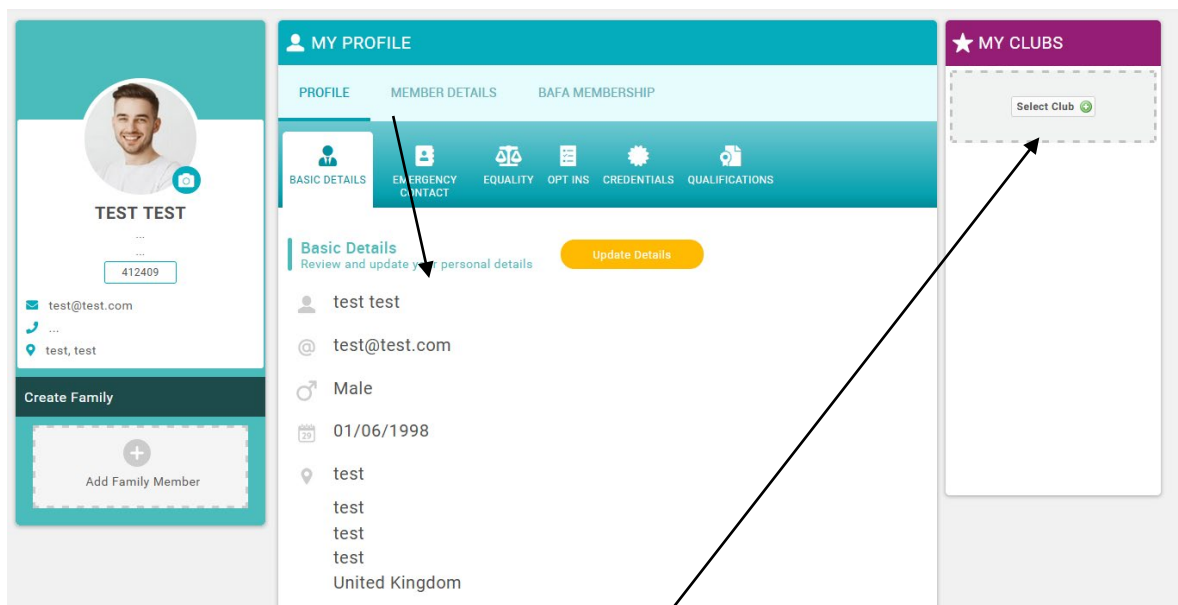 TEST TEST
...
...
412409
test@test.com
...
test, test
Create Family
Add Family Member
MY PROFILE
PROFILE MEMBER DETAILS BAFA MEMBERSHIP
BASIC DETAILS
EMERGENCY CONTACT
EQUALITY
OPT INS
CREDENTIALS
QUALIFICATIONS
Basic Details
Review and update your personal details
Update Details
test test
@ test@test.com
Male
29 01/06/1998
test
test
test
test
United Kingdom
MY CLUBS
Select Club